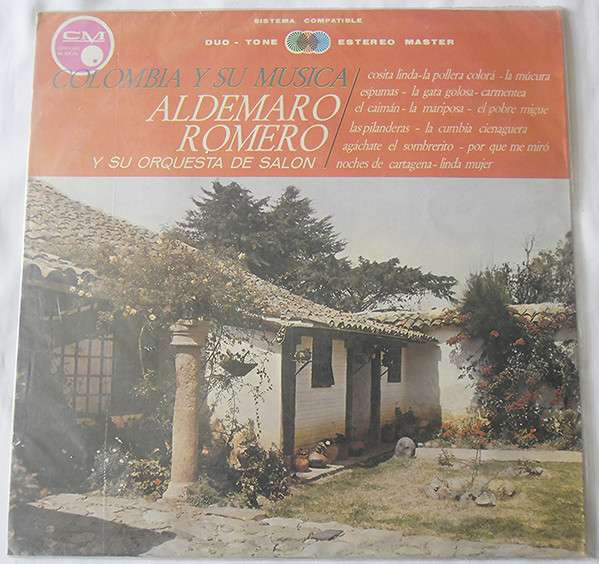 SISTEMA COMPATIBLE
DUO - TONE ESTEREO MASTER
CM
COLOMBIA Y SU MUSICA
ALDEMARO
ROMERO
Y SU ORQUESTA DE SALON
cosita linda-la pollera colorá - la múcura
espumas - la gata golosa - carmentea
el caimán - la mariposa - el pobre migue
las pilanderas - la cumbia cienaguera
agáchate el sombrerito - por que me miró
noches de cartagena - linda mujer